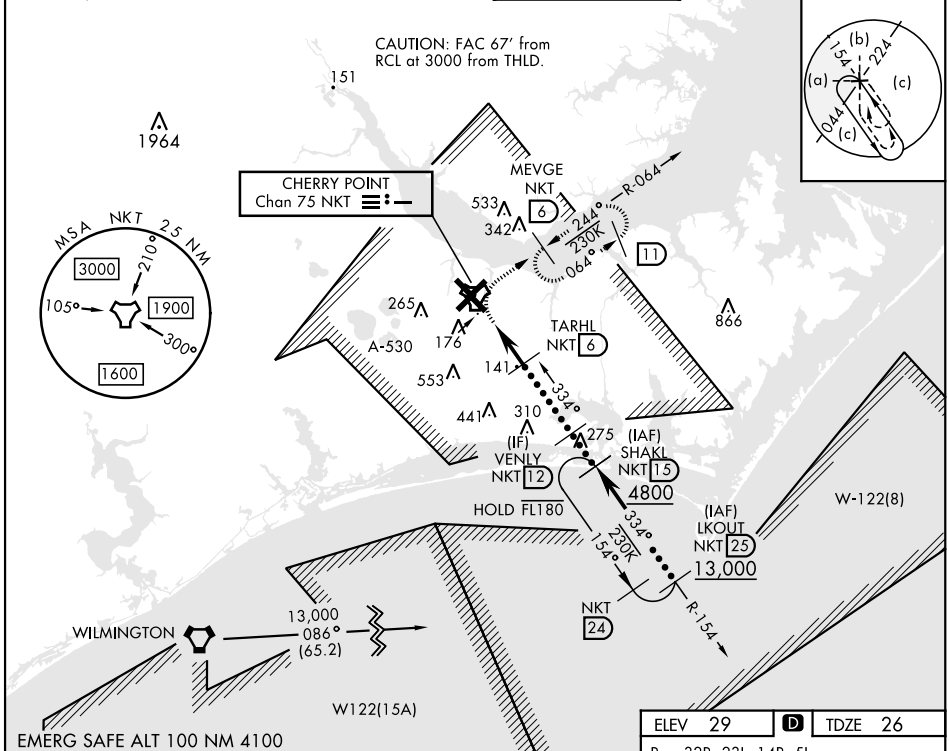 CAUTION: FAC 67' from
RCL at 3000 from THLD.
151
1964
(b)
154
224
(a)
(c)
044
(c)
CHERRY POINT
Chan 75 NKT
MEVGE
NKT
6
R-064
533
342
244°
230K
064°
11
MSA NKT 25 NM
3000
210°
105°
1900
300°
1600
265
A-530
176
553
TARHL
NKT 6
866
141
334°
441
310
275
(IF)
VENLY
NKT 12
(IAF)
SHAKL
NKT 15
4800
HOLD FL180
W-122(8)
(IAF)
LKOUT
NKT 25
13,000
334°
230K
154°
NKT
24
R-154
WILMINGTON
13,000
086°
(65.2)
W122(15A)
EMERG SAFE ALT 100 NM 4100
ELEV 29 D TDZE 26